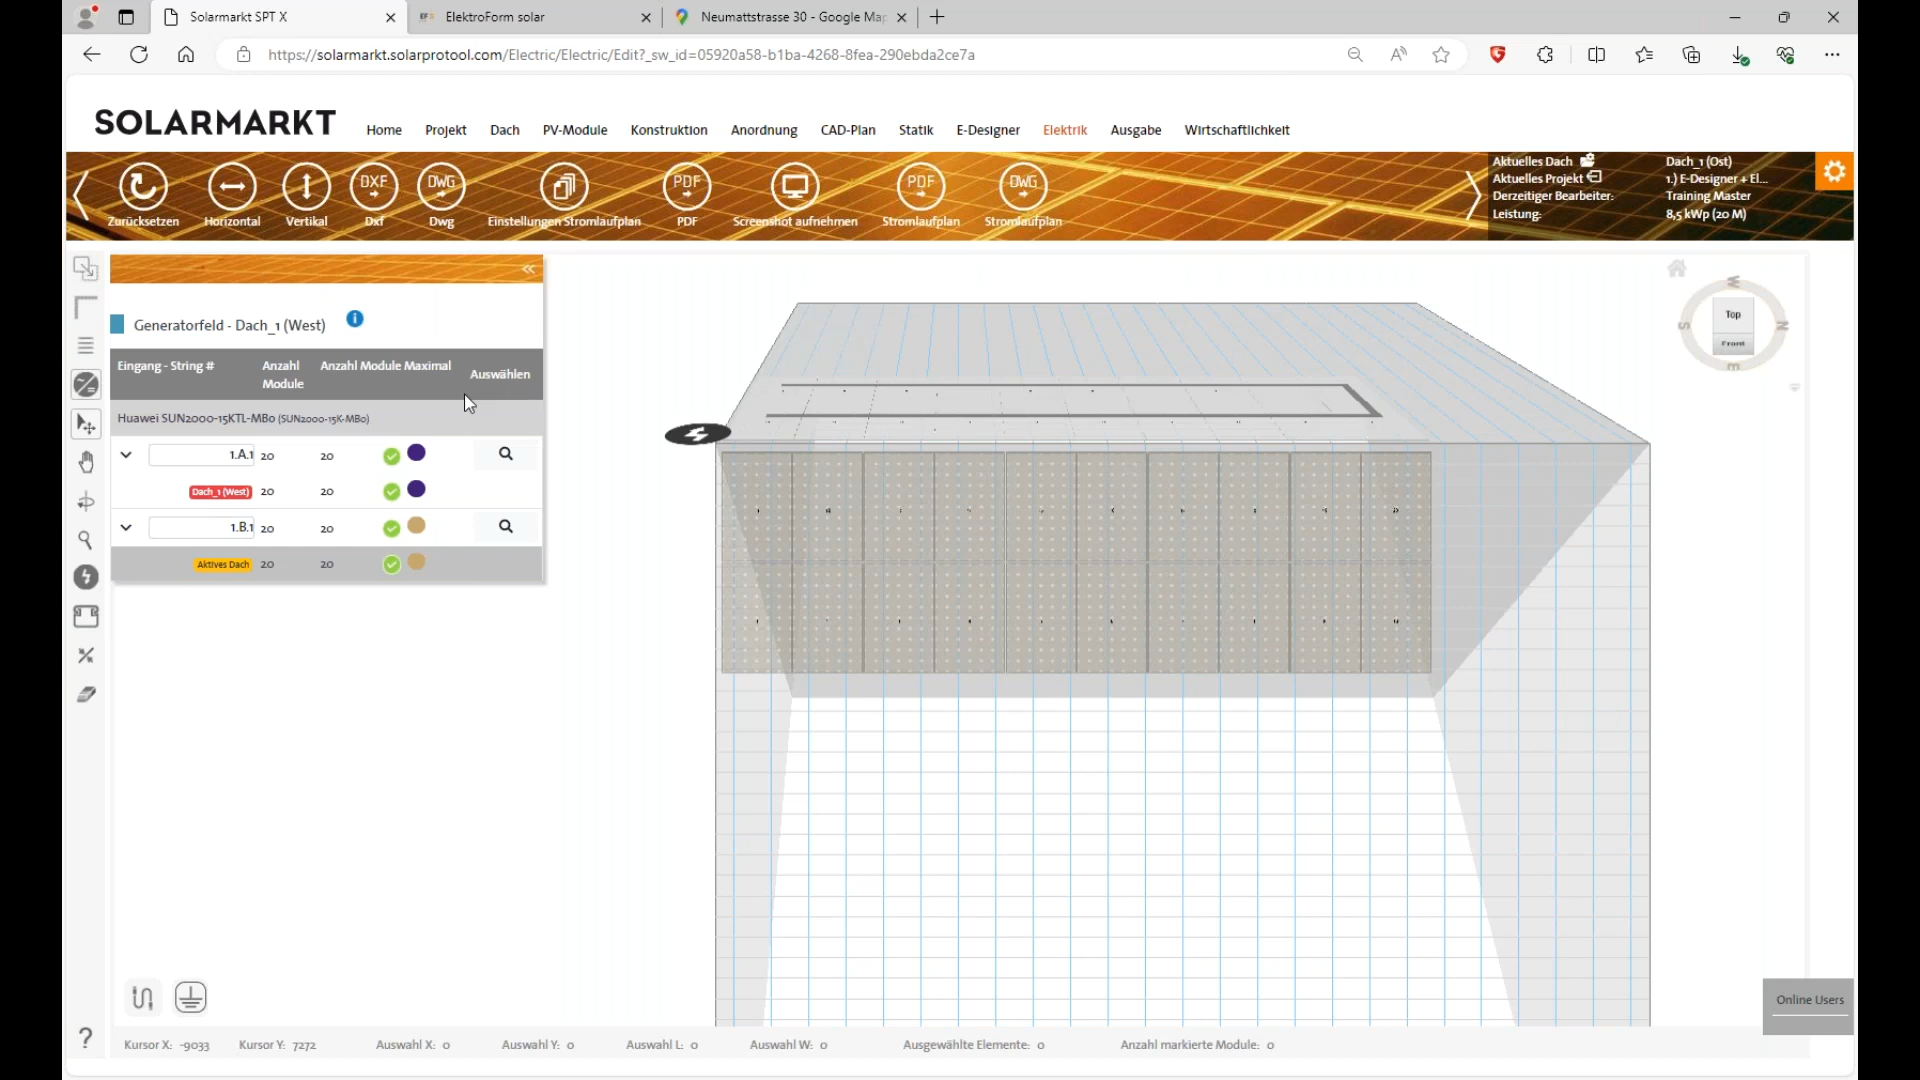 Solarmarkt SPT X
ElektroForm solar
Neumattstrasse 30 - Google Map
https://solarmarkt.solarprotool.com/Electric/Electric/Edit?_sw_id=05920a58-b1ba-4268-8fea-290ebda2ce7a
SOLARMARKT
Home Projekt Dach PV-Module Konstruktion Anordnung CAD-Plan Statik E-Designer Elektrik Ausgabe Wirtschaftlichkeit
DXF DWG PDF PDF DWG
Zurücksetzen Horizontal Vertikal Dxf Dwg Einstellungen Stromlaufplan PDF Screenshot aufnehmen Stromlaufplan Stromlaufplan
Aktuelles Dach Dach_1 (Ost)
Aktuelles Projekt 1.) E-Designer + El...
Derzeitiger Bearbeiter: Training Master
Leistung: 8,5 kWp (20 M)
Generatorfeld - Dach_1 (West)
Eingang - String # Anzahl Module Anzahl Module Maximal Auswählen
Huawei SUN2000-15KTL-MB0 (SUN2000-15K-MB0)
1.A.1 20 20
Dach_1 (West) 20 20
1.B.1 20 20
Aktives Dach 20 20
W
Top
S N
Front
E
Online Users
Kursor X: -9033 Kursor Y: 7272 Auswahl X: 0 Auswahl Y: 0 Auswahl L: 0 Auswahl W: 0 Ausgewählte Elemente: 0 Anzahl markierte Module: 0